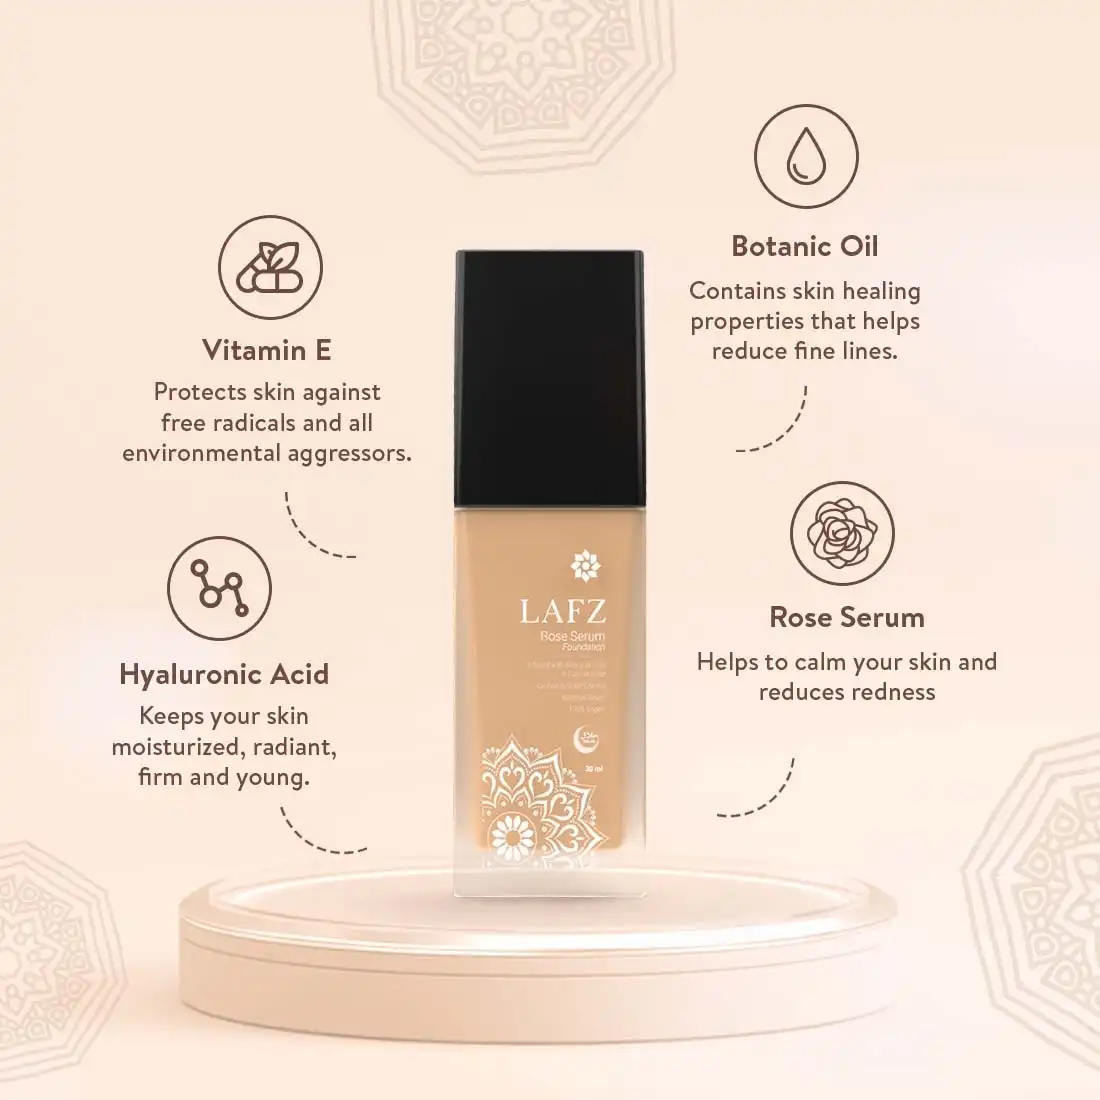 Botanic Oil
Contains skin healing
properties that helps
reduce fine lines.
Vitamin E
Protects skin against
free radicals and all
environmental aggressors.
Rose Serum
Helps to calm your skin and
reduces redness
Hyaluronic Acid
Keeps your skin
moisturized, radiant,
firm and young.
LAFZ
Rose Serum
Foundation
30 ml